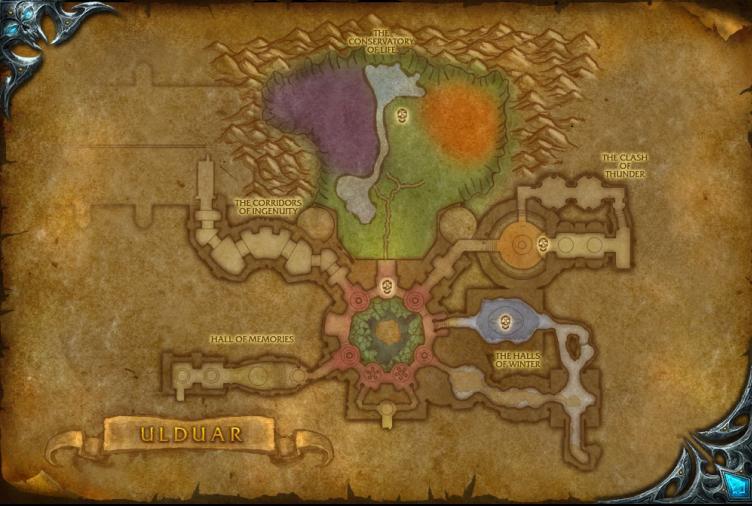 THE
CONSERVATORY
OF LIFE
THE CLASH
OF
THUNDER
THE CORRIDORS
OF INGENUITY
HALL OF MEMORIES
THE HALLS
OF WINTER
ULDUAR